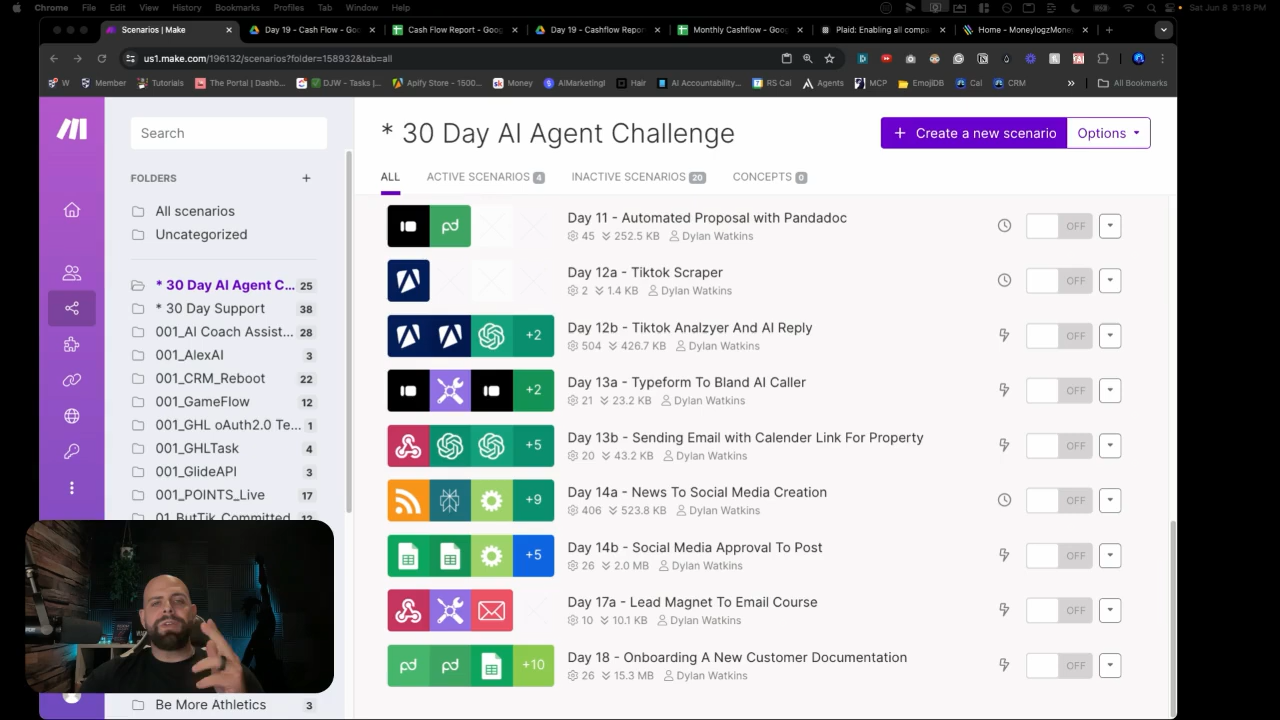 Chrome File Edit View History Bookmarks Profiles Tab Window Help Sat Jun 8 9:18 PM
Scenarios | Make
Day 19 - Cash Flow - Goo
Cash Flow Report - Goog
Day 19 - Cashflow Repor
Monthly Cashflow - Goog
Plaid: Enabling all comp
Home - MoneylogzMoney
us1.make.com/196132/scenarios?folder=158932&tab=all
W Member Tutorials The Portal | Dashb... DJW - Tasks |... Apify Store - 1500... Money AIMarketingl Hair AI Accountability... RS Cal Agents MCP EmojiDB Cal CRM » All Bookmarks
Search
* 30 Day AI Agent Challenge
+ Create a new scenario
Options
FOLDERS +
ALL
ACTIVE SCENARIOS 4
INACTIVE SCENARIOS 20
CONCEPTS 0
All scenarios
Uncategorized
* 30 Day AI Agent C... 25
* 30 Day Support 38
001_AI Coach Assist... 28
001_AlexAI 3
001_CRM_Reboot 22
001_GameFlow 12
001_GHL oAuth2.0 Te... 1
001_GHLTask 4
001_GlideAPI 3
001_POINTS_Live 17
01 ButTik Committed
Be More Athletics 3
pd
Day 11 - Automated Proposal with Pandadoc
45 252.5 KB Dylan Watkins
OFF
Day 12a - Tiktok Scraper
2 1.4 KB Dylan Watkins
OFF
+2
Day 12b - Tiktok Analzyer And AI Reply
504 426.7 KB Dylan Watkins
OFF
+2
Day 13a - Typeform To Bland AI Caller
21 23.2 KB Dylan Watkins
OFF
+5
Day 13b - Sending Email with Calender Link For Property
20 43.2 KB Dylan Watkins
OFF
+9
Day 14a - News To Social Media Creation
406 523.8 KB Dylan Watkins
OFF
+5
Day 14b - Social Media Approval To Post
26 2.0 MB Dylan Watkins
OFF
Day 17a - Lead Magnet To Email Course
10 10.1 KB Dylan Watkins
OFF
pd pd +10
Day 18 - Onboarding A New Customer Documentation
26 15.3 MB Dylan Watkins
OFF